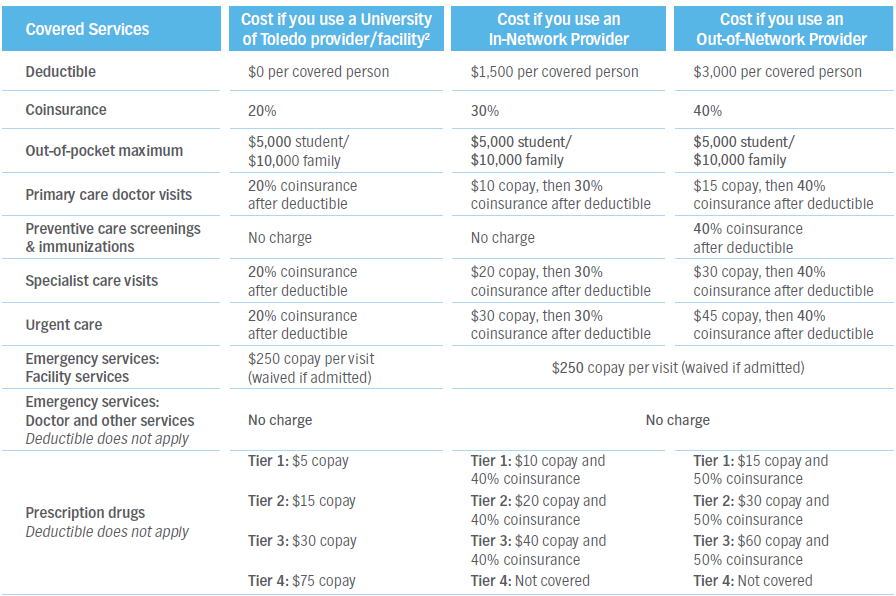 Covered Services
Cost if you use a University
of Toledo provider/facility²
Cost if you use an
In-Network Provider
Cost if you use an
Out-of-Network Provider
Deductible
$0 per covered person
$1,500 per covered person
$3,000 per covered person
Coinsurance
20%
30%
40%
Out-of-pocket maximum
$5,000 student/
$10,000 family
$5,000 student/
$10,000 family
$5,000 student/
$10,000 family
Primary care doctor visits
20% coinsurance
after deductible
$10 copay, then 30%
coinsurance after deductible
$15 copay, then 40%
coinsurance after deductible
Preventive care screenings
& immunizations
No charge
No charge
40% coinsurance
after deductible
Specialist care visits
20% coinsurance
after deductible
$20 copay, then 30%
coinsurance after deductible
$30 copay, then 40%
coinsurance after deductible
Urgent care
20% coinsurance
after deductible
$30 copay, then 30%
coinsurance after deductible
$45 copay, then 40%
coinsurance after deductible
Emergency services:
Facility services
$250 copay per visit
(waived if admitted)
$250 copay per visit (waived if admitted)
Emergency services:
Doctor and other services
Deductible does not apply
No charge
No charge
Prescription drugs
Deductible does not apply
Tier 1: $5 copay
Tier 2: $15 copay
Tier 3: $30 copay
Tier 4: $75 copay
Tier 1: $10 copay and
40% coinsurance
Tier 2: $20 copay and
40% coinsurance
Tier 3: $40 copay and
40% coinsurance
Tier 4: Not covered
Tier 1: $15 copay and
50% coinsurance
Tier 2: $30 copay and
50% coinsurance
Tier 3: $60 copay and
50% coinsurance
Tier 4: Not covered